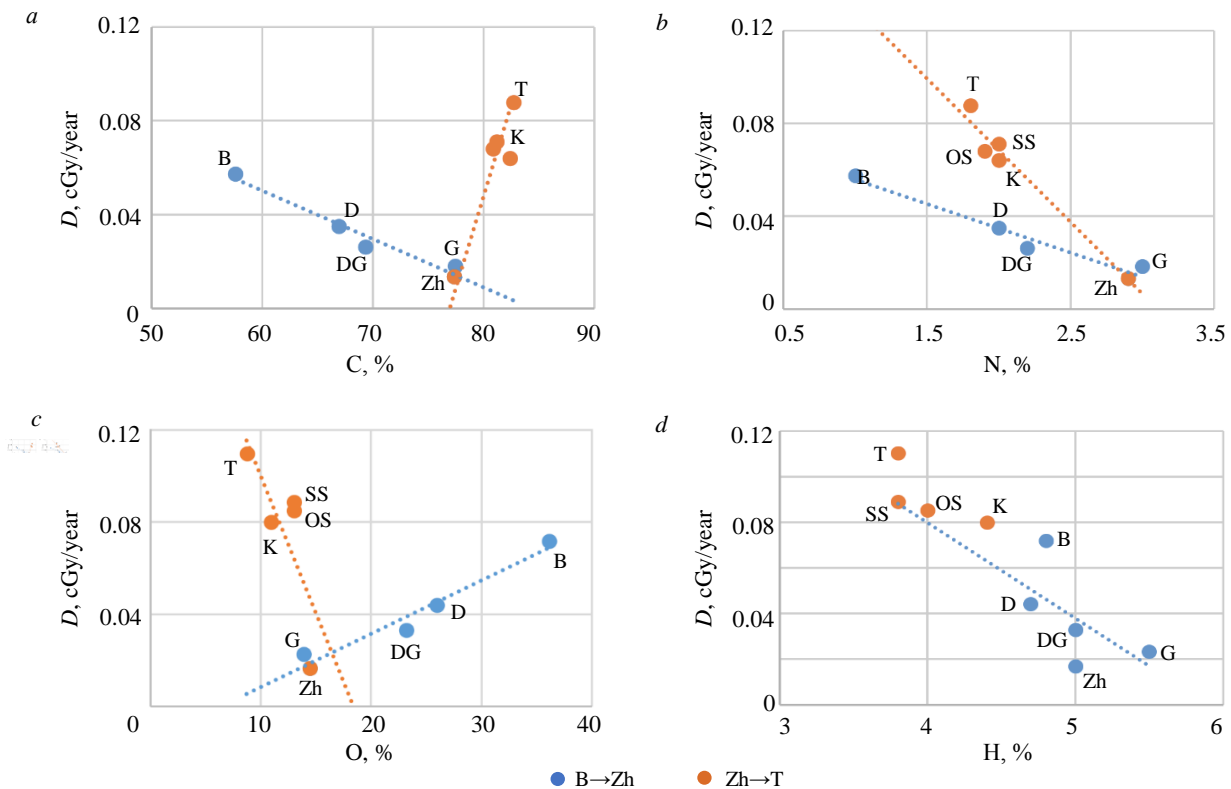 a
0.12
0.08
0.04
0
D, cGy/year
B
D
DG
G
Zh
K
T
50 60 70 80 90
C, %
b
0.12
0.08
0.04
0
D, cGy/year
T
SS
OS
K
B
D
DG
G
Zh
0.5 1.5 2.5 3.5
N, %
c
0.12
0.08
0.04
0
D, cGy/year
T
SS
OS
K
B
D
DG
G
Zh
0 10 20 30 40
O, %
d
0.12
0.08
0.04
0
D, cGy/year
T
SS
OS
K
B
D
DG
G
Zh
3 4 5 6
H, %
B→Zh Zh→T